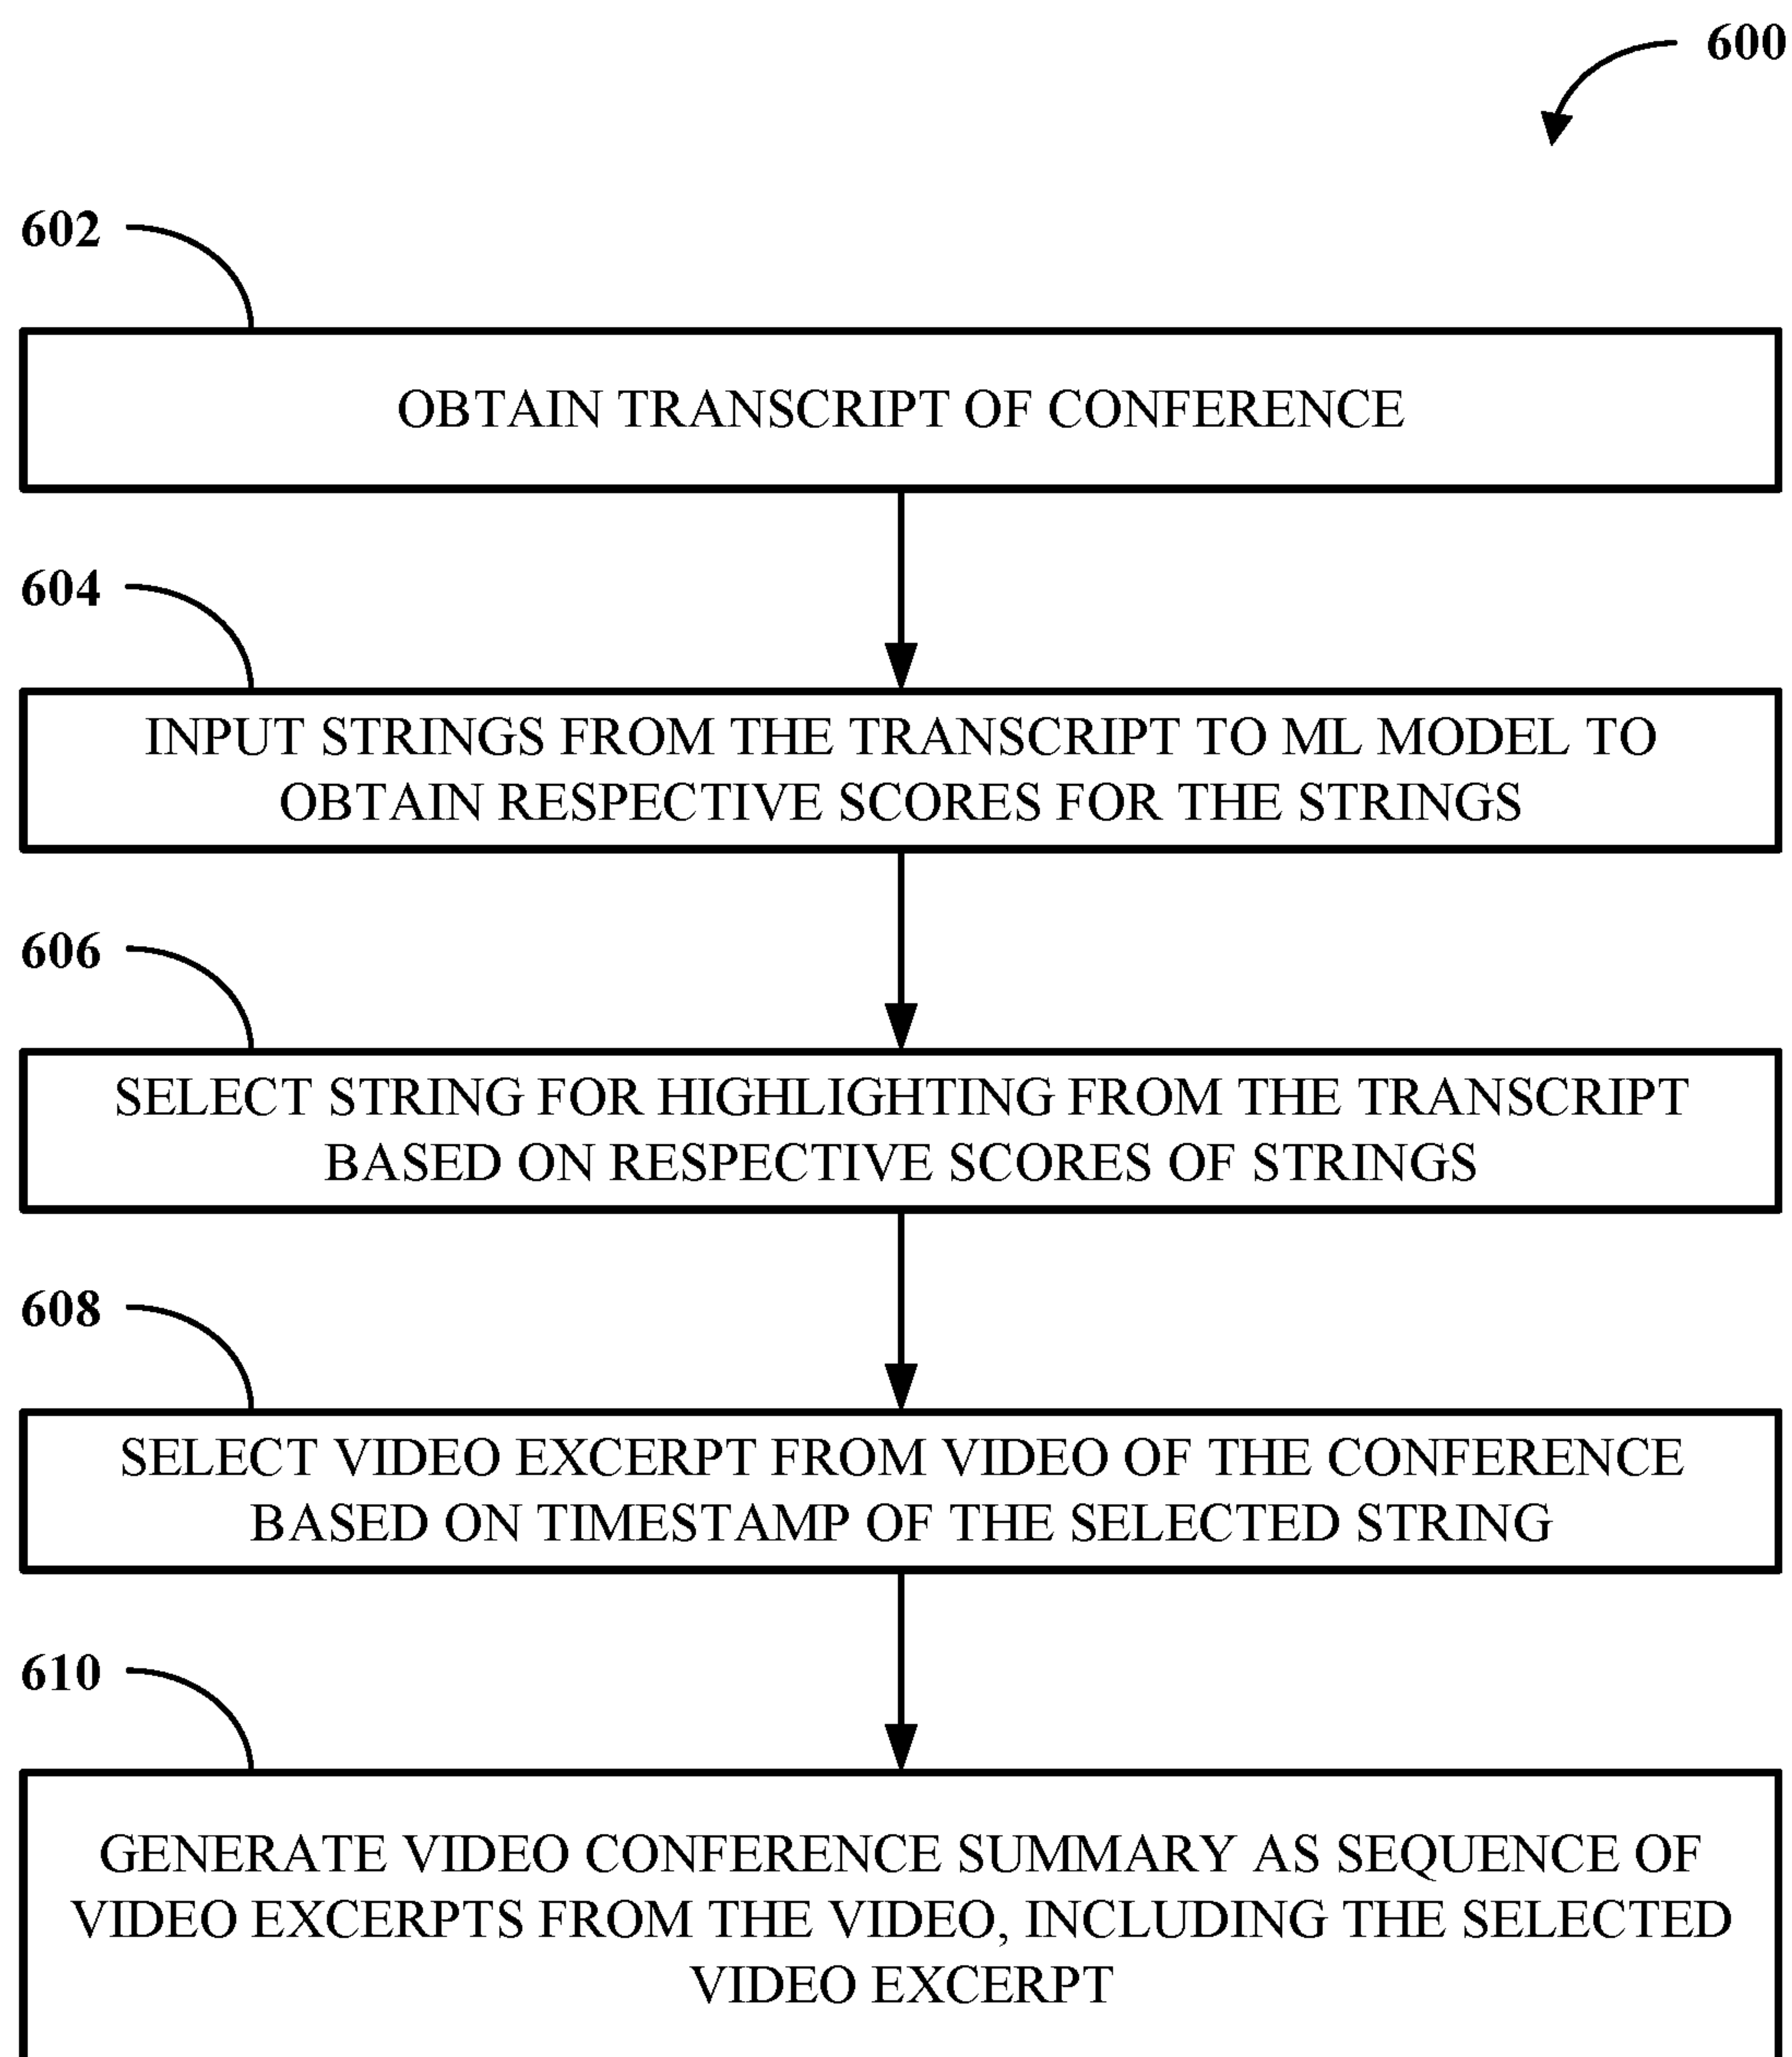 600
602
OBTAIN TRANSCRIPT OF CONFERENCE
604
INPUT STRINGS FROM THE TRANSCRIPT TO ML MODEL TO
OBTAIN RESPECTIVE SCORES FOR THE STRINGS
606
SELECT STRING FOR HIGHLIGHTING FROM THE TRANSCRIPT
BASED ON RESPECTIVE SCORES OF STRINGS
608
SELECT VIDEO EXCERPT FROM VIDEO OF THE CONFERENCE
BASED ON TIMESTAMP OF THE SELECTED STRING
610
GENERATE VIDEO CONFERENCE SUMMARY AS SEQUENCE OF
VIDEO EXCERPTS FROM THE VIDEO, INCLUDING THE SELECTED
VIDEO EXCERPT